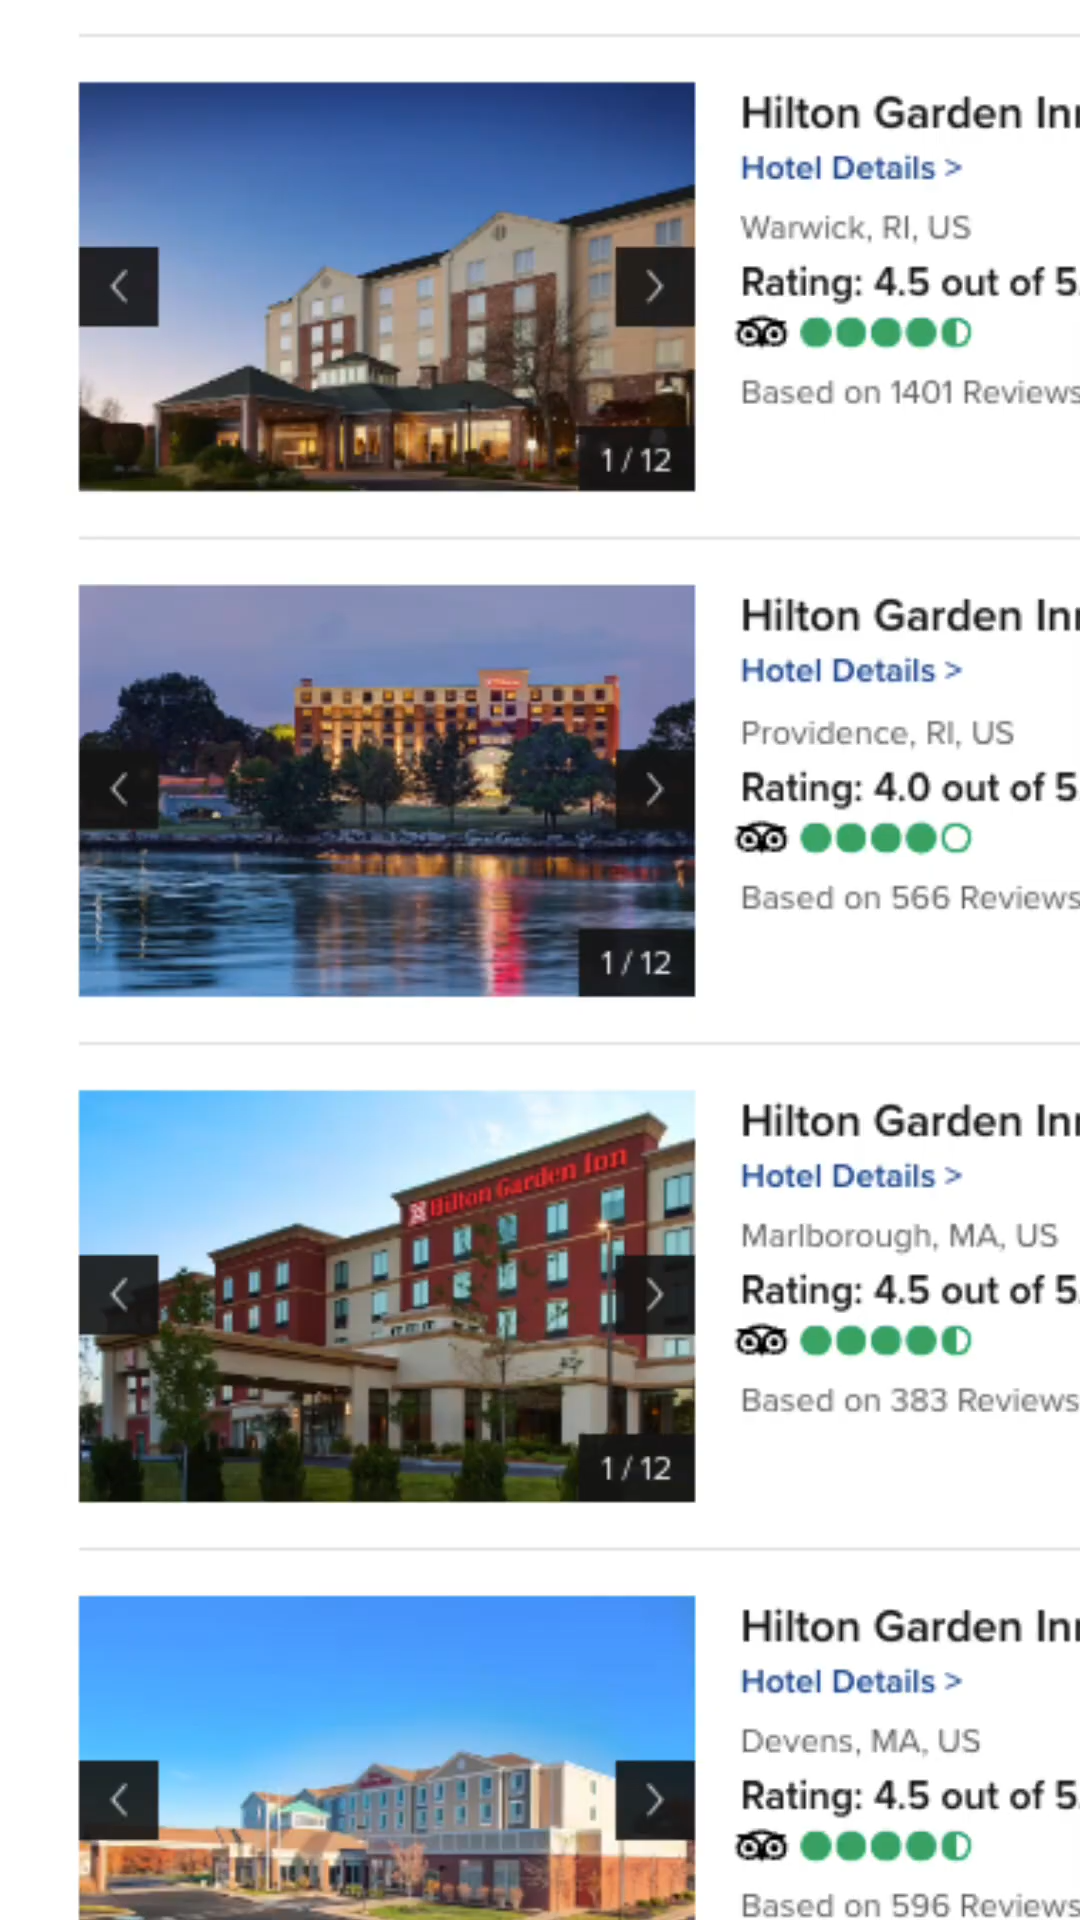 Hilton Garden Inn
Hotel Details >
Warwick, RI, US
Rating: 4.5 out of 5.
Based on 1401 Reviews
1 / 12
Hilton Garden Inn
Hotel Details >
Providence, RI, US
Rating: 4.0 out of 5
Based on 566 Reviews
1 / 12
Hilton Garden Inn
Hotel Details >
Marlborough, MA, US
Rating: 4.5 out of 5.
Based on 383 Reviews
Hilton Garden Inn
1 / 12
Hilton Garden Inn
Hotel Details >
Devens, MA, US
Rating: 4.5 out of 5.
Based on 596 Reviews